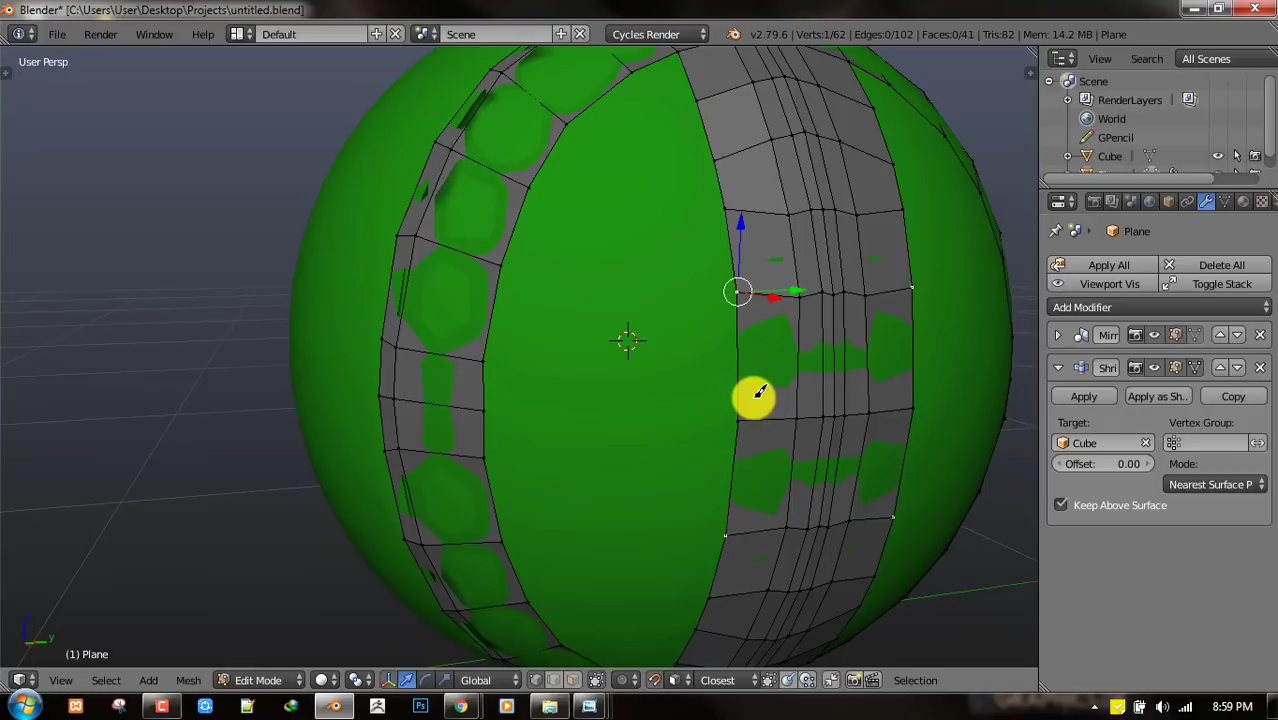 Blender* [C:\Users\User\Desktop\Projects\untitled.blend]
File Render Window Help Default Scene Cycles Render v2.79.6 | Verts:1/62 | Edges:0/102 | Faces:0/41 | Tris:82 | Mem: 14.2 MB | Plane
User Persp
View Search All Scenes
Scene
RenderLayers
World
GPencil
Cube
Plane
Apply All Delete All
Viewport Vis Toggle Stack
Add Modifier
Mirr
Shri
Apply Apply as Sh.. Copy
Target: Vertex Group:
Cube
Offset: 0.00 Mode:
Nearest Surface P
Keep Above Surface
z
y
(1) Plane
View Select Add Mesh Edit Mode Global Closest Selection
8:59 PM